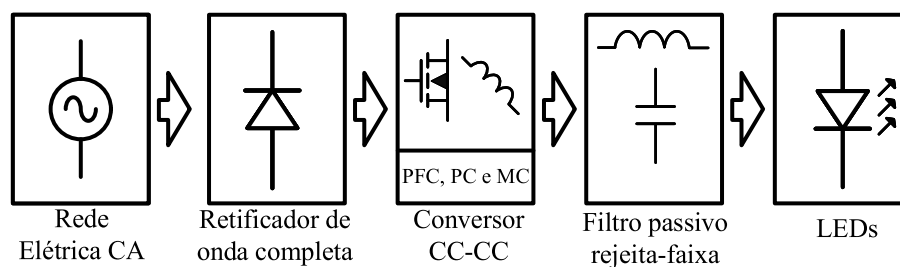 PFC, PC e MC
Rede
Elétrica CA
Retificador de
onda completa
Conversor
CC-CC
Filtro passivo
rejeita-faixa
LEDs